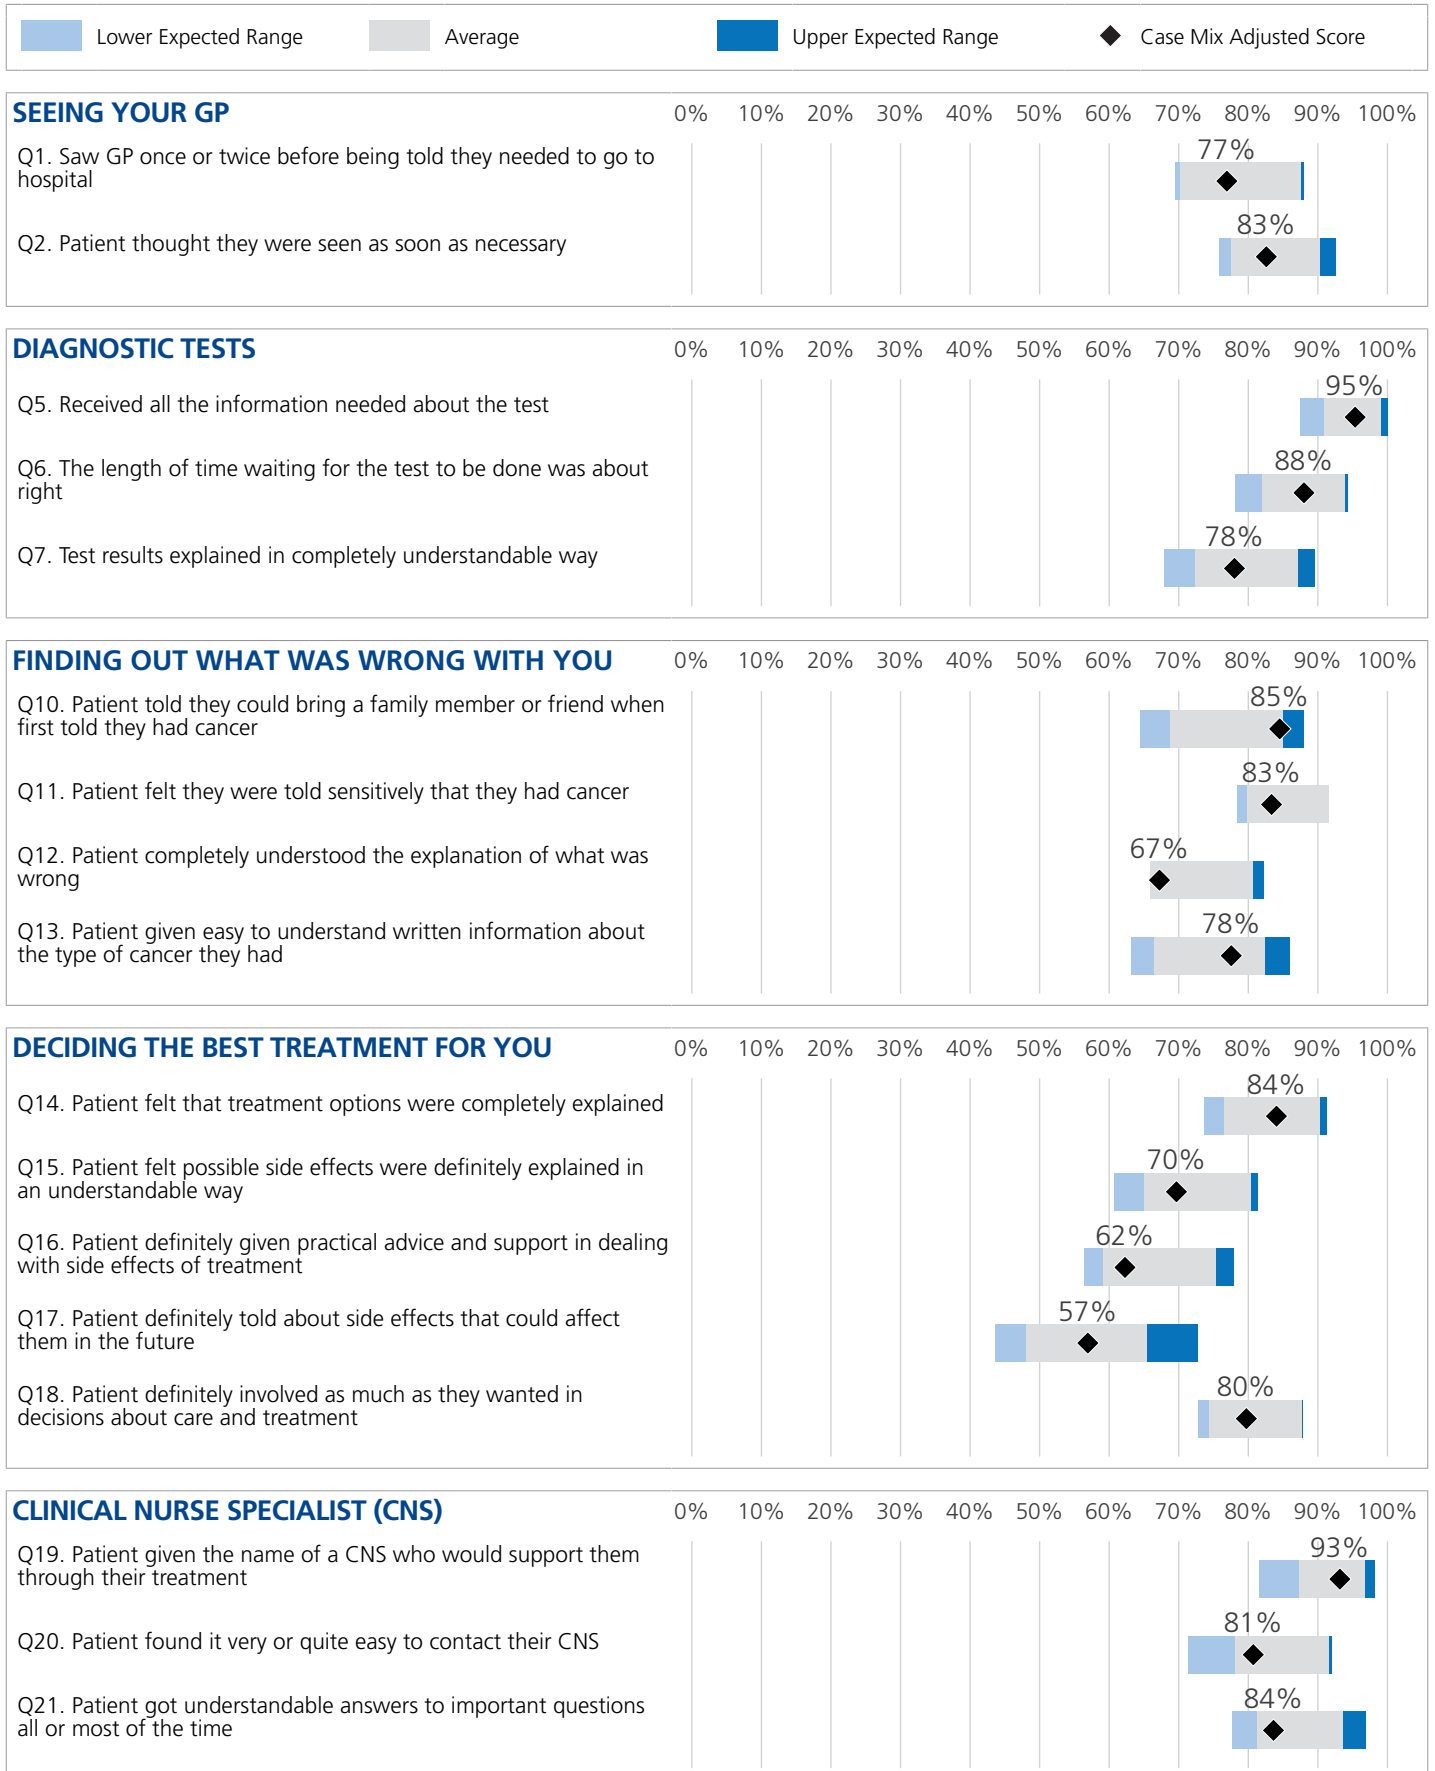 Lower Expected Range Average Upper Expected Range Case Mix Adjusted Score
SEEING YOUR GP 0% 10% 20% 30% 40% 50% 60% 70% 80% 90% 100%
77%
Q1. Saw GP once or twice before being told they needed to go to
hospital
83%
Q2. Patient thought they were seen as soon as necessary
DIAGNOSTIC TESTS 0% 10% 20% 30% 40% 50% 60% 70% 80% 90% 100%
95%
Q5. Received all the information needed about the test
88%
Q6. The length of time waiting for the test to be done was about
right
78%
Q7. Test results explained in completely understandable way
FINDING OUT WHAT WAS WRONG WITH YOU 0% 10% 20% 30% 40% 50% 60% 70% 80% 90% 100%
85%
Q10. Patient told they could bring a family member or friend when
first told they had cancer
83%
Q11. Patient felt they were told sensitively that they had cancer
67%
Q12. Patient completely understood the explanation of what was
wrong
78%
Q13. Patient given easy to understand written information about
the type of cancer they had
DECIDING THE BEST TREATMENT FOR YOU 0% 10% 20% 30% 40% 50% 60% 70% 80% 90% 100%
84%
Q14. Patient felt that treatment options were completely explained
70%
Q15. Patient felt possible side effects were definitely explained in
an understandable way
62%
Q16. Patient definitely given practical advice and support in dealing
with side effects of treatment
57%
Q17. Patient definitely told about side effects that could affect
them in the future
80%
Q18. Patient definitely involved as much as they wanted in
decisions about care and treatment
CLINICAL NURSE SPECIALIST (CNS) 0% 10% 20% 30% 40% 50% 60% 70% 80% 90% 100%
93%
Q19. Patient given the name of a CNS who would support them
through their treatment
81%
Q20. Patient found it very or quite easy to contact their CNS
84%
Q21. Patient got understandable answers to important questions
all or most of the time